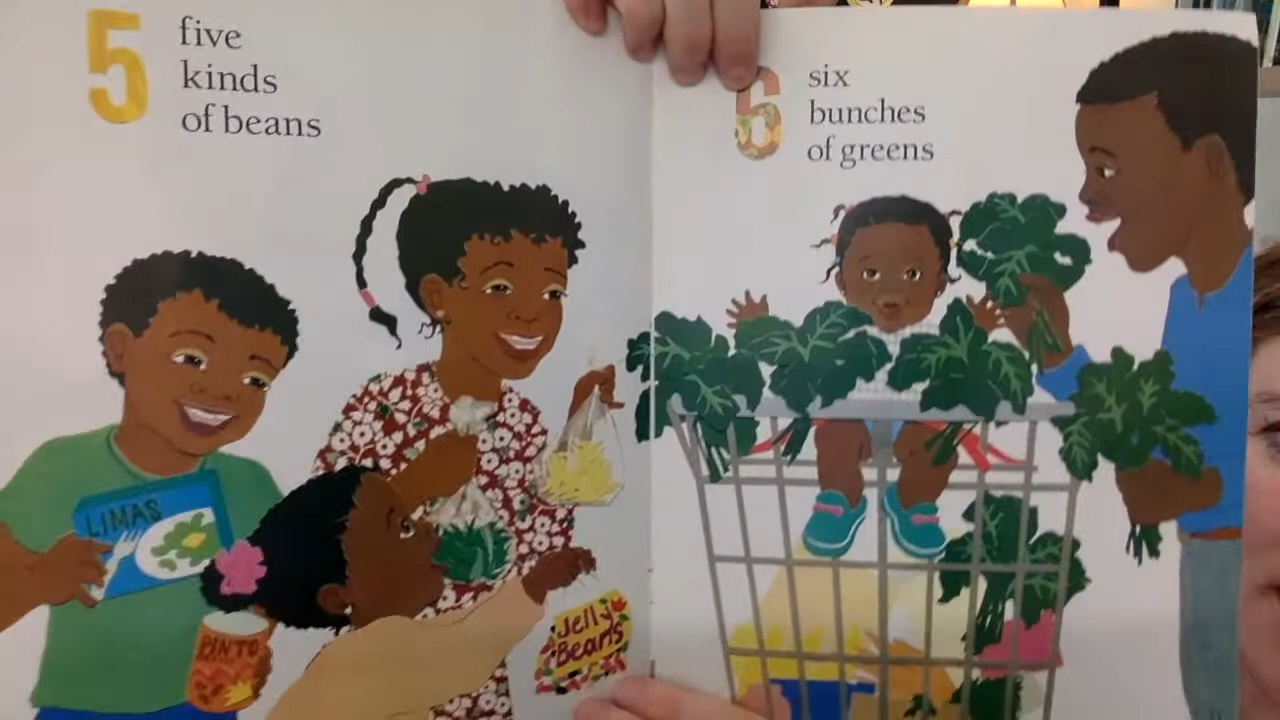 5
five
kinds
of beans
LIMAS
PINTO
Jelly
Beans
6
six
bunches
of greens